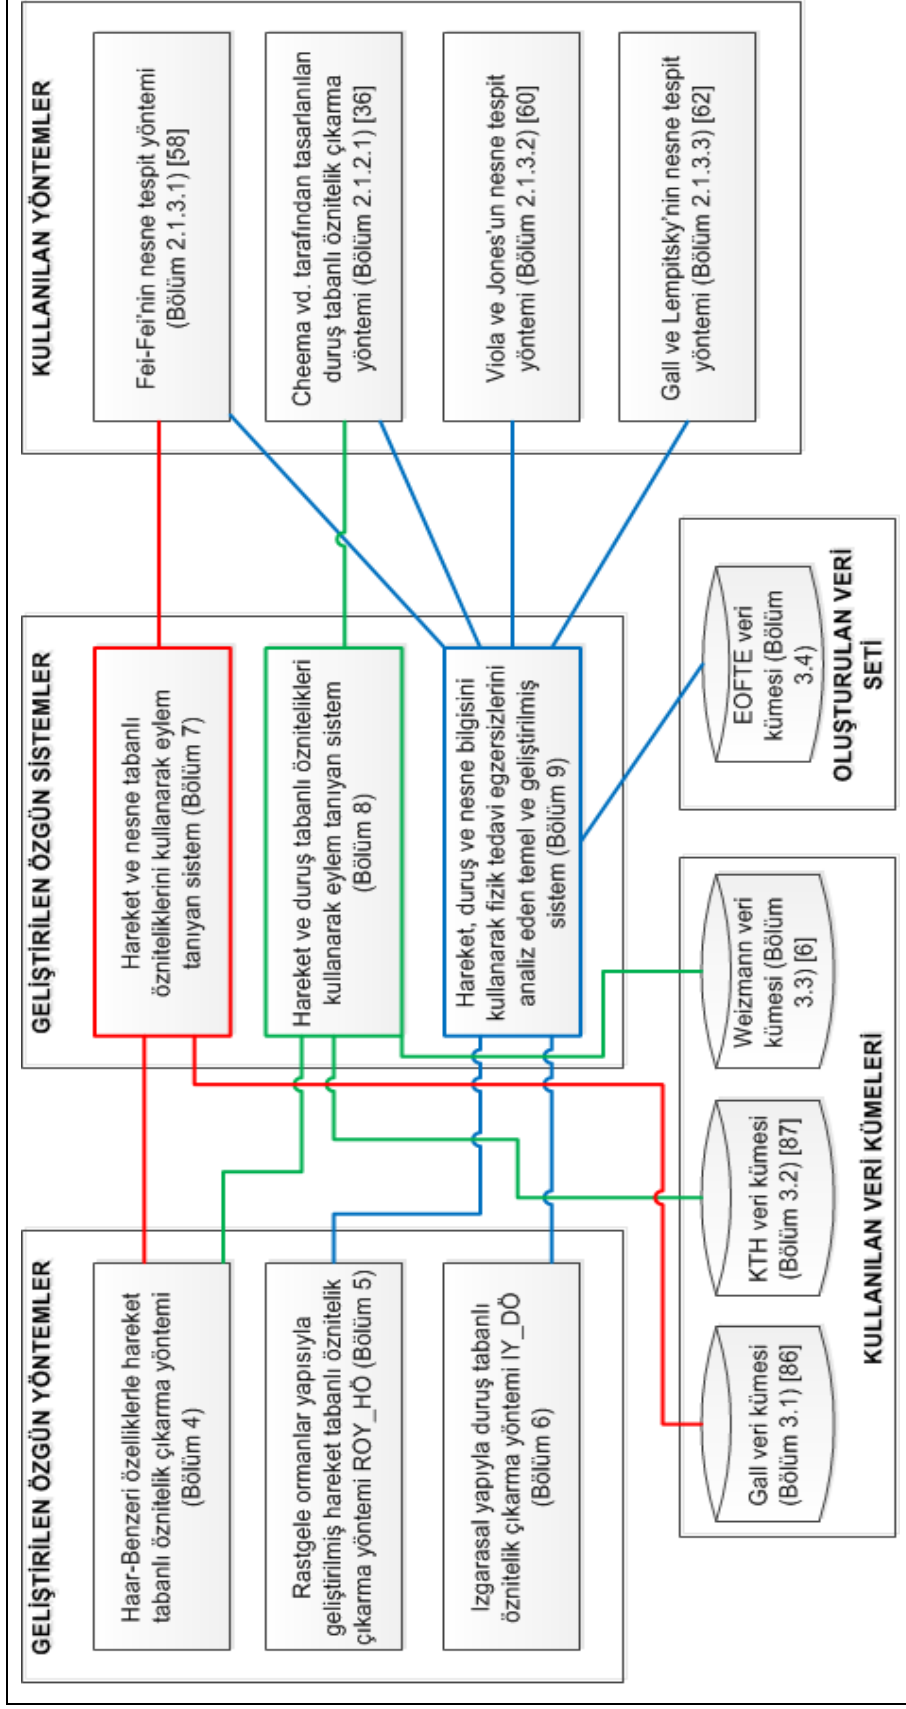 GELİŞTİRİLEN ÖZGÜN YÖNTEMLER
Haar-Benzeri özelliklerle hareket
tabanlı öznitelik çıkarma yöntemi
(Bölüm 4)
Rastgele ormanlar yapısıyla
geliştirilmiş hareket tabanlı öznitelik
çıkarma yöntemi ROY_HÖ (Bölüm 5)
Izgarasal yapıyla duruş tabanlı
öznitelik çıkarma yöntemi IY_DÖ
(Bölüm 6)
GELİŞTİRİLEN ÖZGÜN SİSTEMLER
Hareket ve nesne tabanlı
özniteliklerini kullanarak eylem
tanıyan sistem (Bölüm 7)
Hareket ve duruş tabanlı öznitelikleri
kullanarak eylem tanıyan sistem
(Bölüm 8)
Hareket, duruş ve nesne bilgisini
kullanarak fizik tedavi egzersizlerini
analiz eden temel ve geliştirilmiş
sistem (Bölüm 9)
KULLANILAN YÖNTEMLER
Fei-Fei'nin nesne tespit yöntemi
(Bölüm 2.1.3.1) [58]
Cheema vd. tarafından tasarlanılan
duruş tabanlı öznitelik çıkarma
yöntemi (Bölüm 2.1.2.1) [36]
Viola ve Jones'un nesne tespit
yöntemi (Bölüm 2.1.3.2) [60]
Gall ve Lempitsky'nin nesne tespit
yöntemi (Bölüm 2.1.3.3) [62]
Gall veri kümesi
(Bölüm 3.1) [86]
KTH veri kümesi
(Bölüm 3.2) [87]
Weizmann veri
kümesi (Bölüm
3.3) [6]
KULLANILAN VERİ KÜMELERİ
EOFTE veri
kümesi (Bölüm
3.4)
OLUŞTURULAN VERİ
SETİ